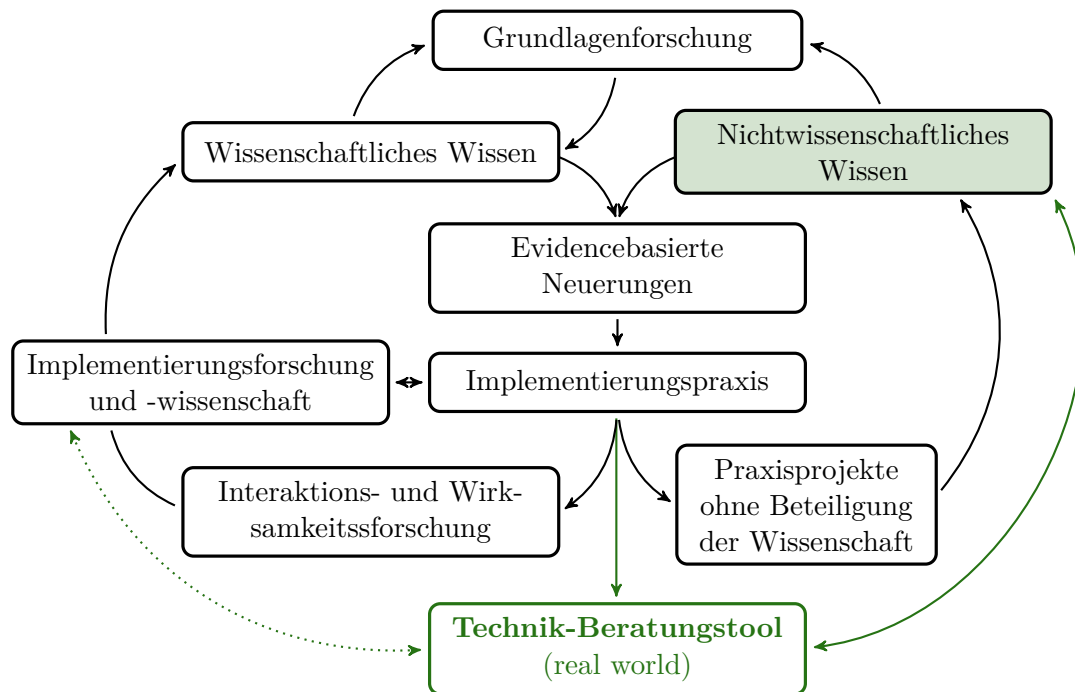 Grundlagenforschung
Wissenschaftliches Wissen
Nichtwissenschaftliches
Wissen
Evidencebasierte
Neuerungen
Implementierungsforschung
und -wissenschaft
Implementierungspraxis
Interaktions- und Wirk-
samkeitssforschung
Praxisprojekte
ohne Beteiligung
der Wissenschaft
Technik-Beratungstool
(real world)